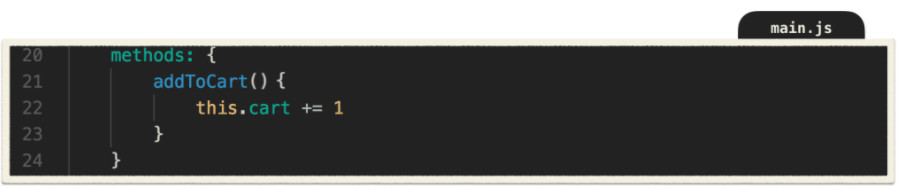 main.js
20 methods: {
21 addToCart() {
22 this.cart += 1
23 }
24 }